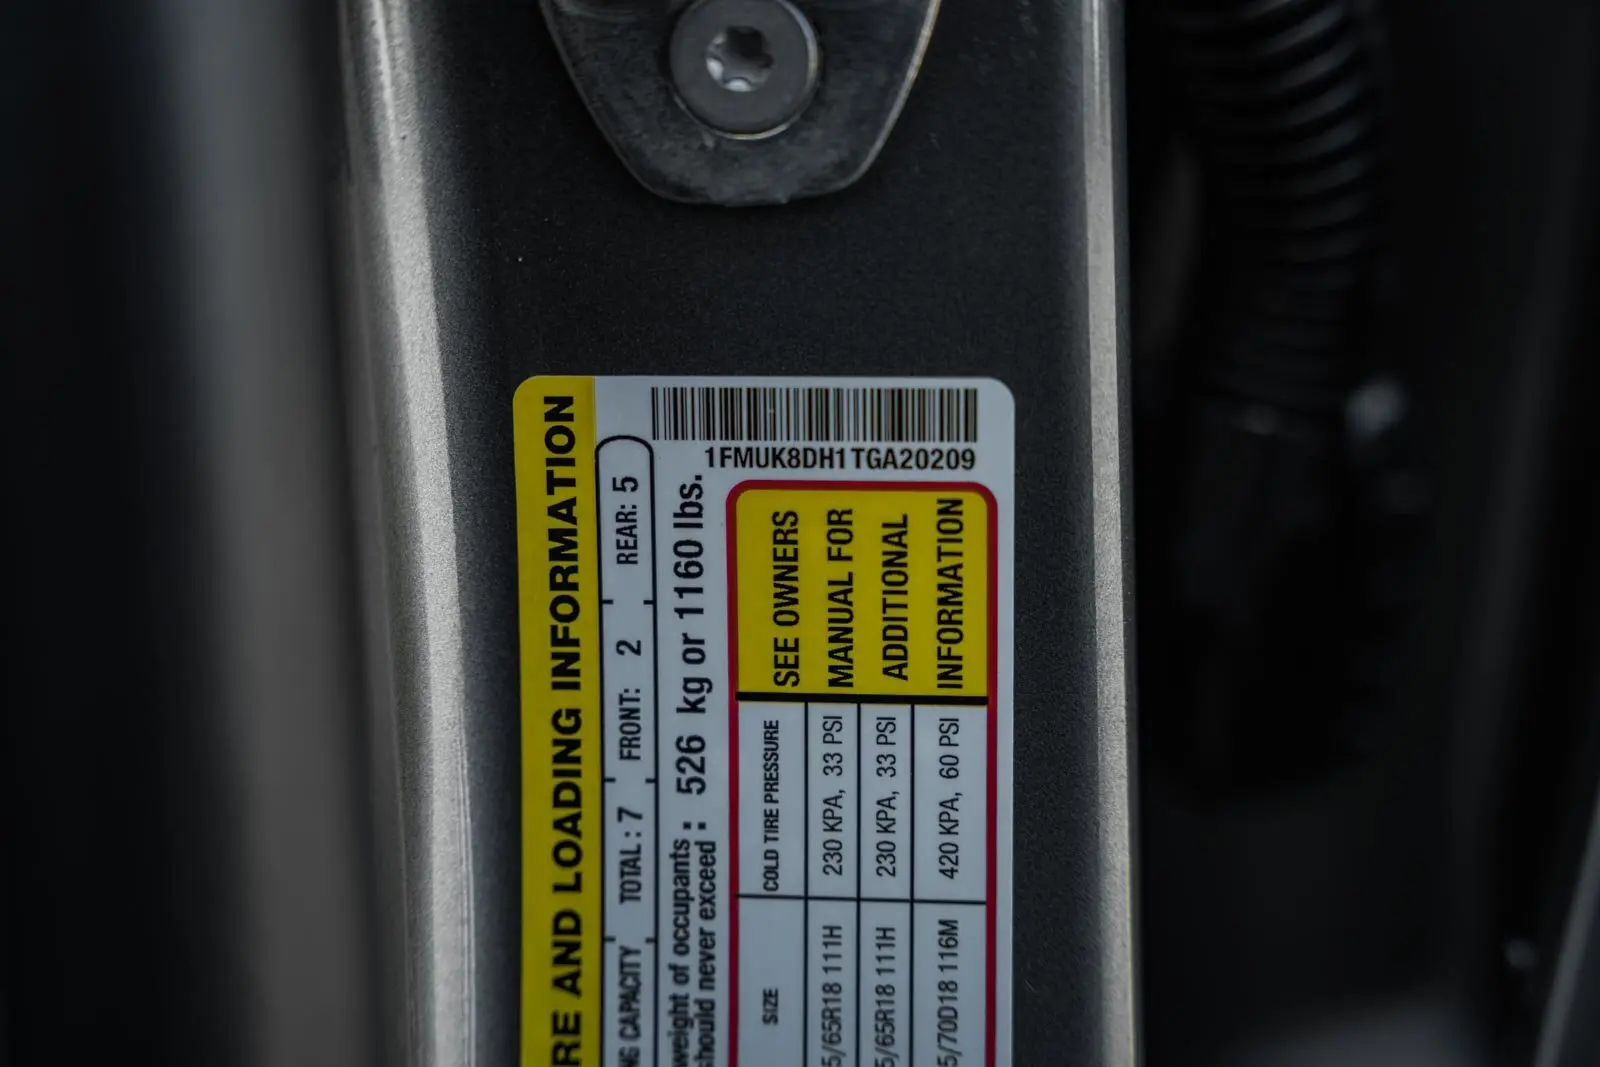 1FMUK8DH1TGA20209
RE AND LOADING INFORMATION
NG CAPACITY TOTAL : 7 FRONT: 2 REAR: 5
weight of occupants :
should never exceed : 526 kg or 1160 lbs.
SIZE COLD TIRE PRESSURE
5/65R18 111H 230 KPA, 33 PSI
5/65R18 111H 230 KPA, 33 PSI
5/70D18 116M 420 KPA, 60 PSI
SEE OWNERS
MANUAL FOR
ADDITIONAL
INFORMATION